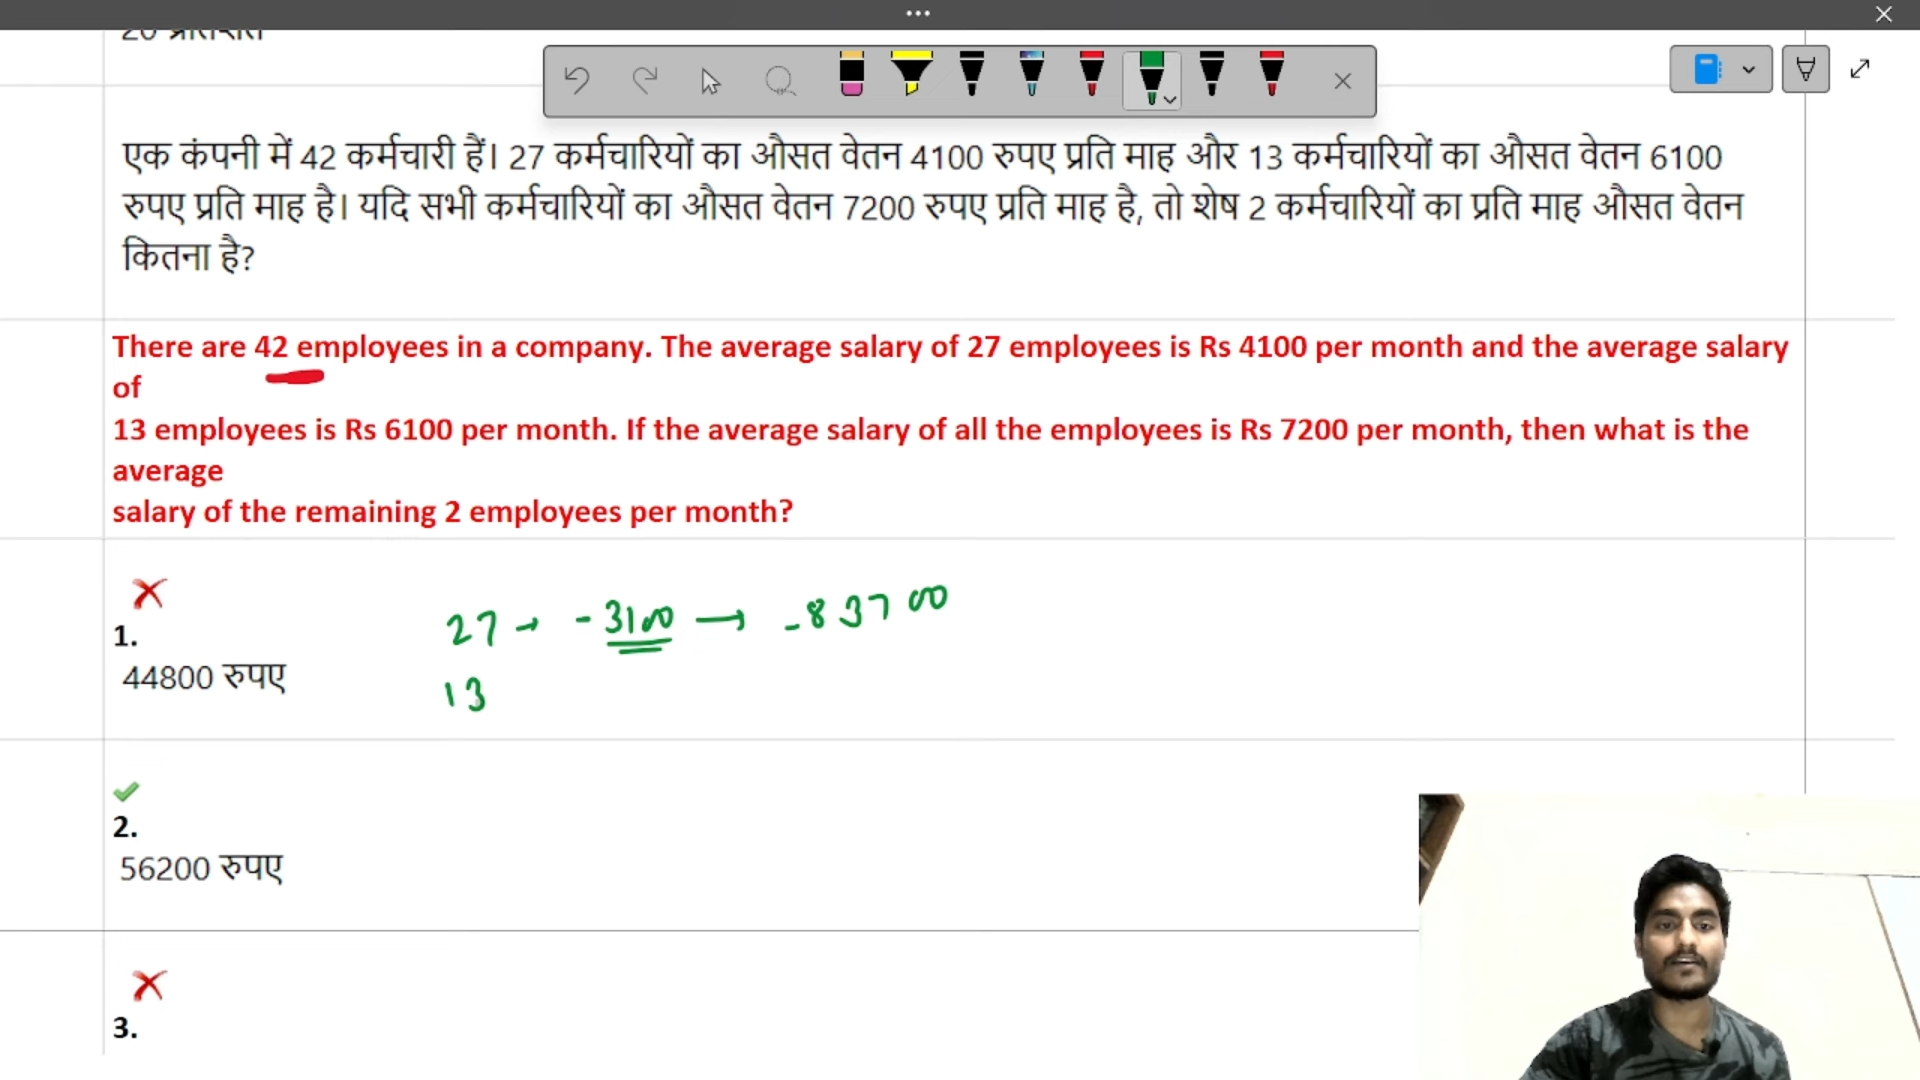 एक कंपनी में 42 कर्मचारी हैं। 27 कर्मचारियों का औसत वेतन 4100 रुपए प्रति माह और 13 कर्मचारियों का औसत वेतन 6100
रुपए प्रति माह है। यदि सभी कर्मचारियों का औसत वेतन 7200 रुपए प्रति माह है, तो शेष 2 कर्मचारियों का प्रति माह औसत वेतन
कितना है?
There are 42 employees in a company. The average salary of 27 employees is Rs 4100 per month and the average salary
of
13 employees is Rs 6100 per month. If the average salary of all the employees is Rs 7200 per month, then what is the
average
salary of the remaining 2 employees per month?
27 → -3100 → -83700
1.
44800 रुपए
13
2.
56200 रुपए
3.